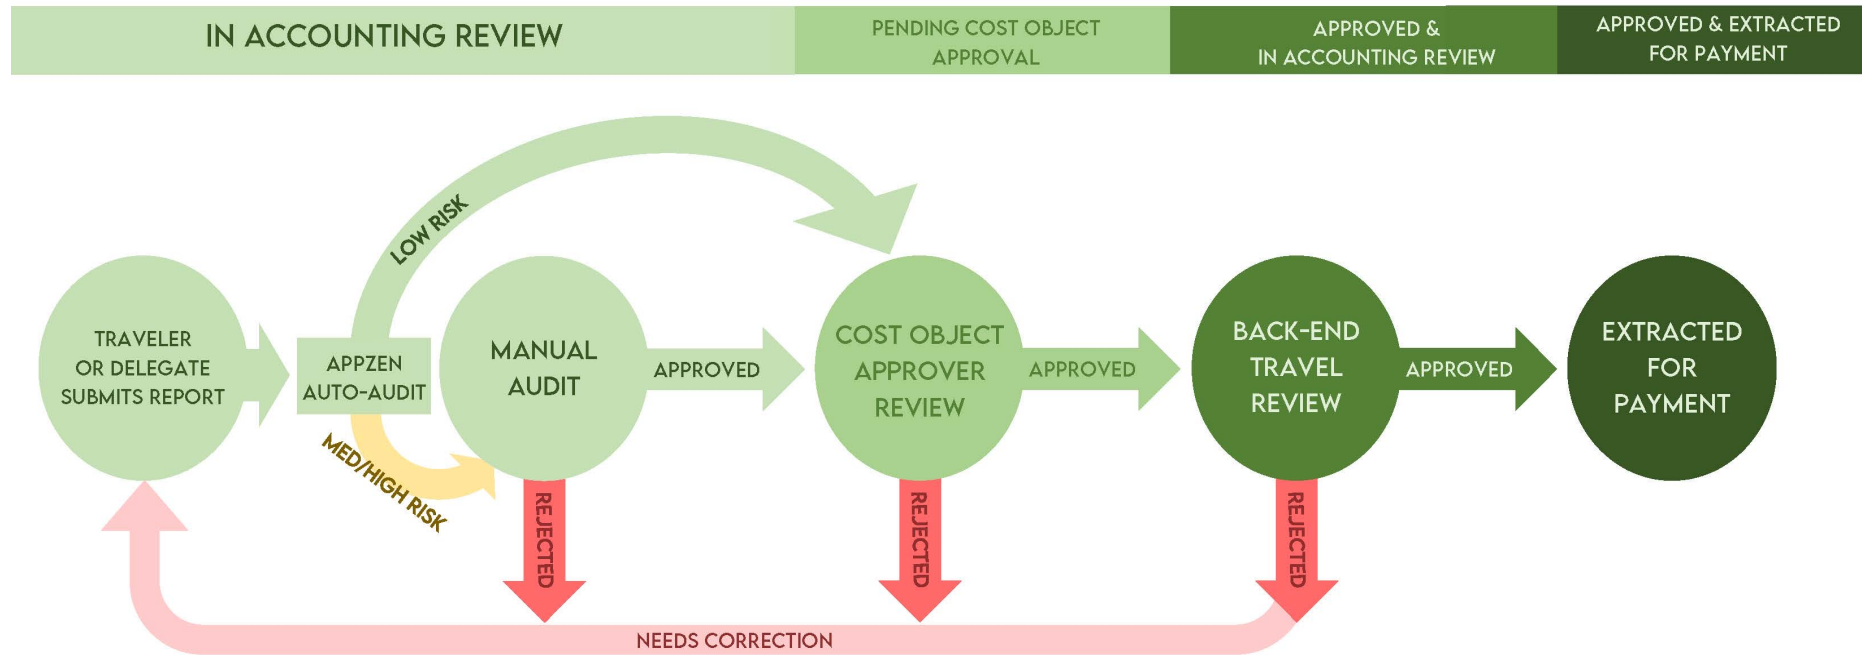 IN ACCOUNTING REVIEW
PENDING COST OBJECT
APPROVAL
APPROVED &
IN ACCOUNTING REVIEW
APPROVED & EXTRACTED
FOR PAYMENT
LOW RISK
TRAVELER
OR DELEGATE
SUBMITS REPORT
APPZEN
AUTO-AUDIT
MED/HIGH RISK
MANUAL
AUDIT
APPROVED
COST OBJECT
APPROVER
REVIEW
APPROVED
BACK-END
TRAVEL
REVIEW
APPROVED
EXTRACTED
FOR
PAYMENT
REJECTED
REJECTED
REJECTED
NEEDS CORRECTION